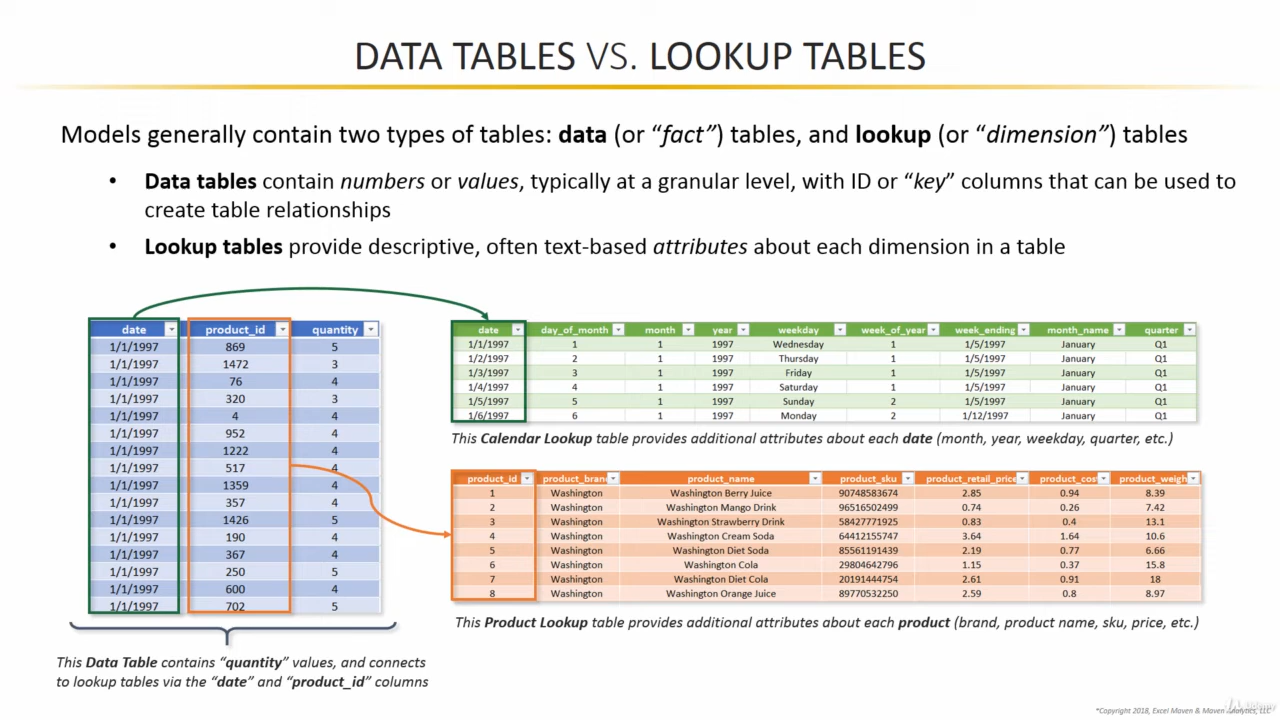 DATA TABLES VS. LOOKUP TABLES
Models generally contain two types of tables: data (or “fact”) tables, and lookup (or “dimension”) tables
• Data tables contain numbers or values, typically at a granular level, with ID or “key” columns that can be used to
create table relationships
• Lookup tables provide descriptive, often text-based attributes about each dimension in a table
date product_id quantity
1/1/1997 869 5
1/1/1997 1472 3
1/1/1997 76 4
1/1/1997 320 3
1/1/1997 4 4
1/1/1997 952 4
1/1/1997 1222 4
1/1/1997 517 4
1/1/1997 1359 4
1/1/1997 357 4
1/1/1997 1426 5
1/1/1997 190 4
1/1/1997 367 4
1/1/1997 250 5
1/1/1997 600 4
1/1/1997 702 5
This Data Table contains “quantity” values, and connects
to lookup tables via the “date” and “product_id” columns
date day_of_month month year weekday week_of_year week_ending month_name quarter
1/1/1997 1 1 1997 Wednesday 1 1/5/1997 January Q1
1/2/1997 2 1 1997 Thursday 1 1/5/1997 January Q1
1/3/1997 3 1 1997 Friday 1 1/5/1997 January Q1
1/4/1997 4 1 1997 Saturday 1 1/5/1997 January Q1
1/5/1997 5 1 1997 Sunday 2 1/5/1997 January Q1
1/6/1997 6 1 1997 Monday 2 1/12/1997 January Q1
This Calendar Lookup table provides additional attributes about each date (month, year, weekday, quarter, etc.)
product_id product_bran product_name product_sku product_retail_price product_cos product_weigh
1 Washington Washington Berry Juice 90748583674 2.85 0.94 8.39
2 Washington Washington Mango Drink 96516502499 0.74 0.26 7.42
3 Washington Washington Strawberry Drink 58427771925 0.83 0.4 13.1
4 Washington Washington Cream Soda 64412155747 3.64 1.64 10.6
5 Washington Washington Diet Soda 85561191439 2.19 0.77 6.66
6 Washington Washington Cola 29804642796 1.15 0.37 15.8
7 Washington Washington Diet Cola 20191444754 2.61 0.91 18
8 Washington Washington Orange Juice 89770532250 2.59 0.8 8.97
This Product Lookup table provides additional attributes about each product (brand, product name, sku, price, etc.)
*Copyright 2018, Excel Maven & Maven Analytics, LLC